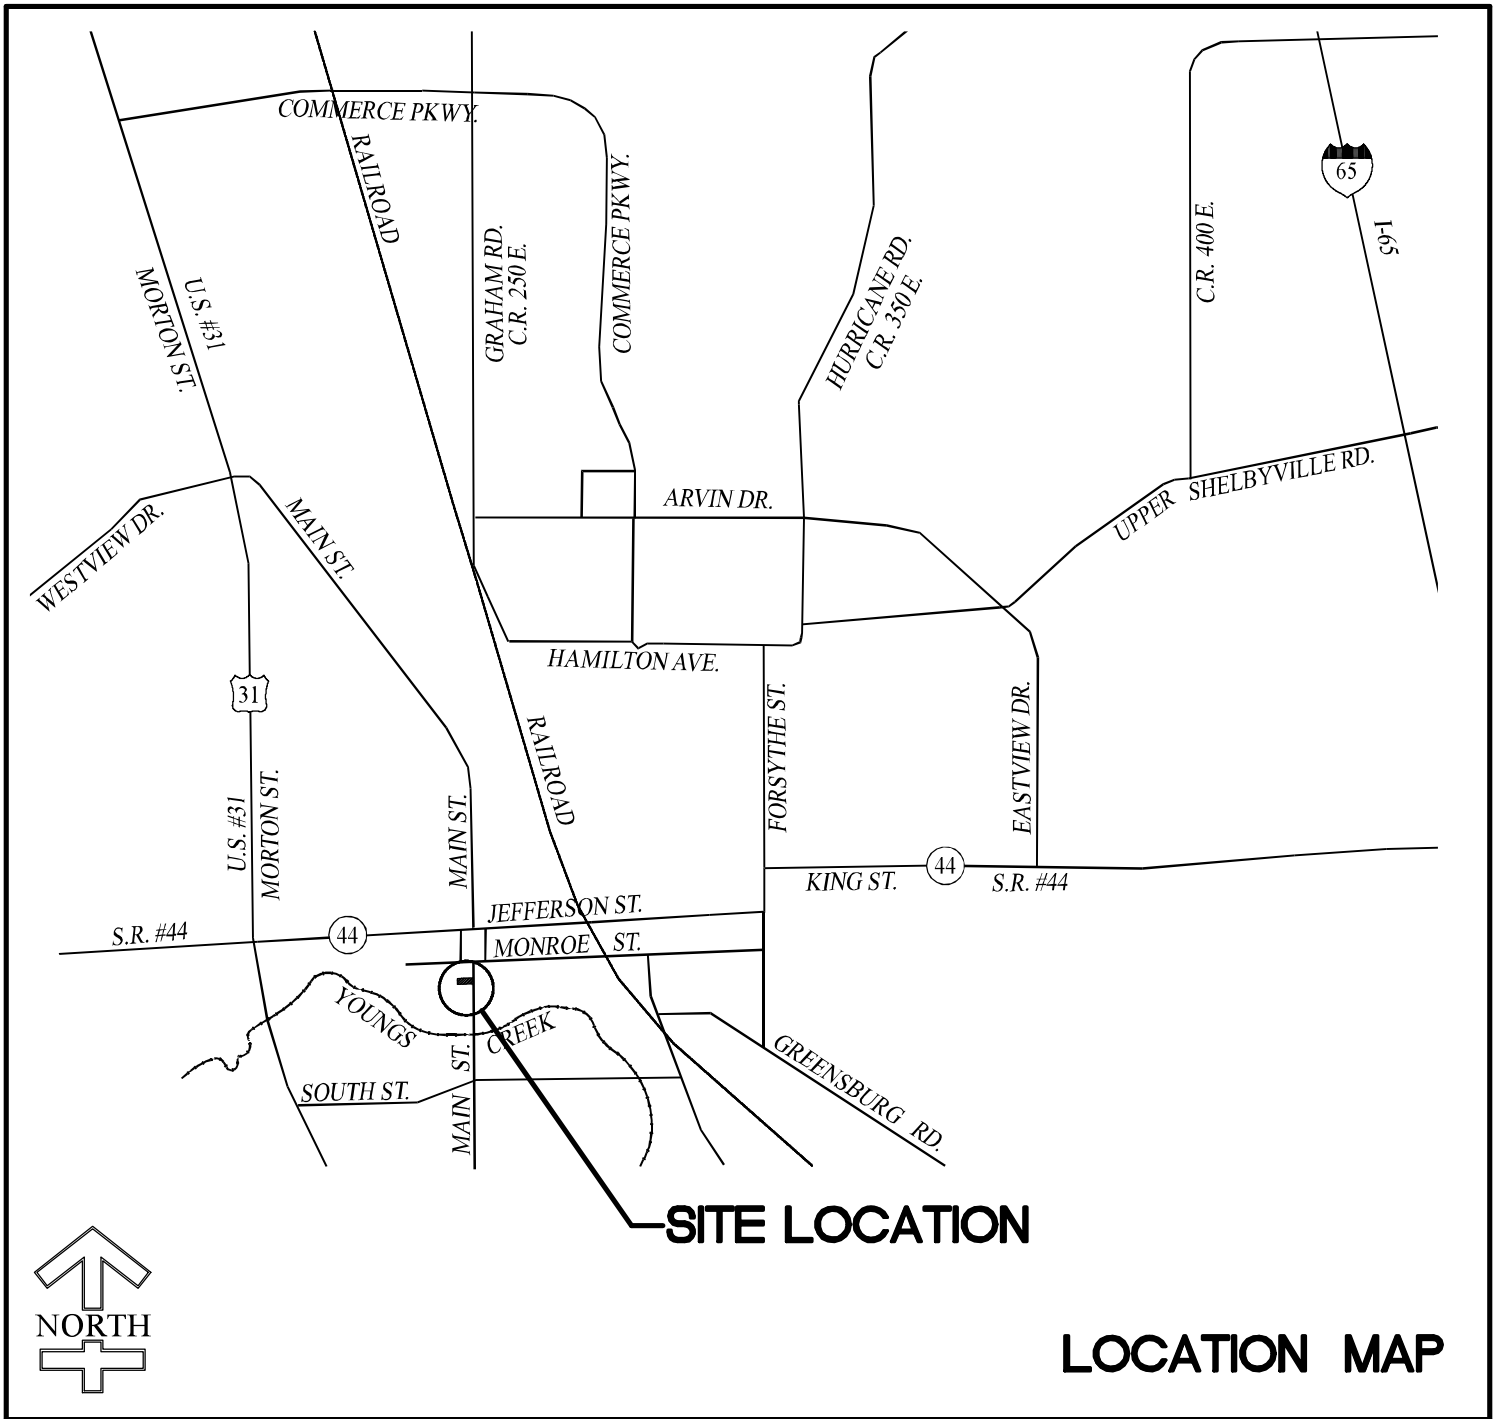 COMMERCE PKWY.
RAILROAD
COMMERCE PKWY.
65
I-65
C.R. 400 E.
GRAHAM RD.
C.R. 250 E.
HURRICANE RD.
C.R. 350 E.
U.S. #31
MORTON ST.
UPPER SHELBYVILLE RD.
ARVIN DR.
MAIN ST.
WESTVIEW DR.
HAMILTON AVE.
31
FORSYTHE ST.
EASTVIEW DR.
RAILROAD
U.S. #31
MORTON ST.
MAIN ST.
KING ST.
44
S.R. #44
JEFFERSON ST.
S.R. #44
44
MONROE ST.
YOUNGS CREEK
MAIN ST.
SOUTH ST.
GREENSBURG RD.
SITE LOCATION
NORTH
LOCATION MAP